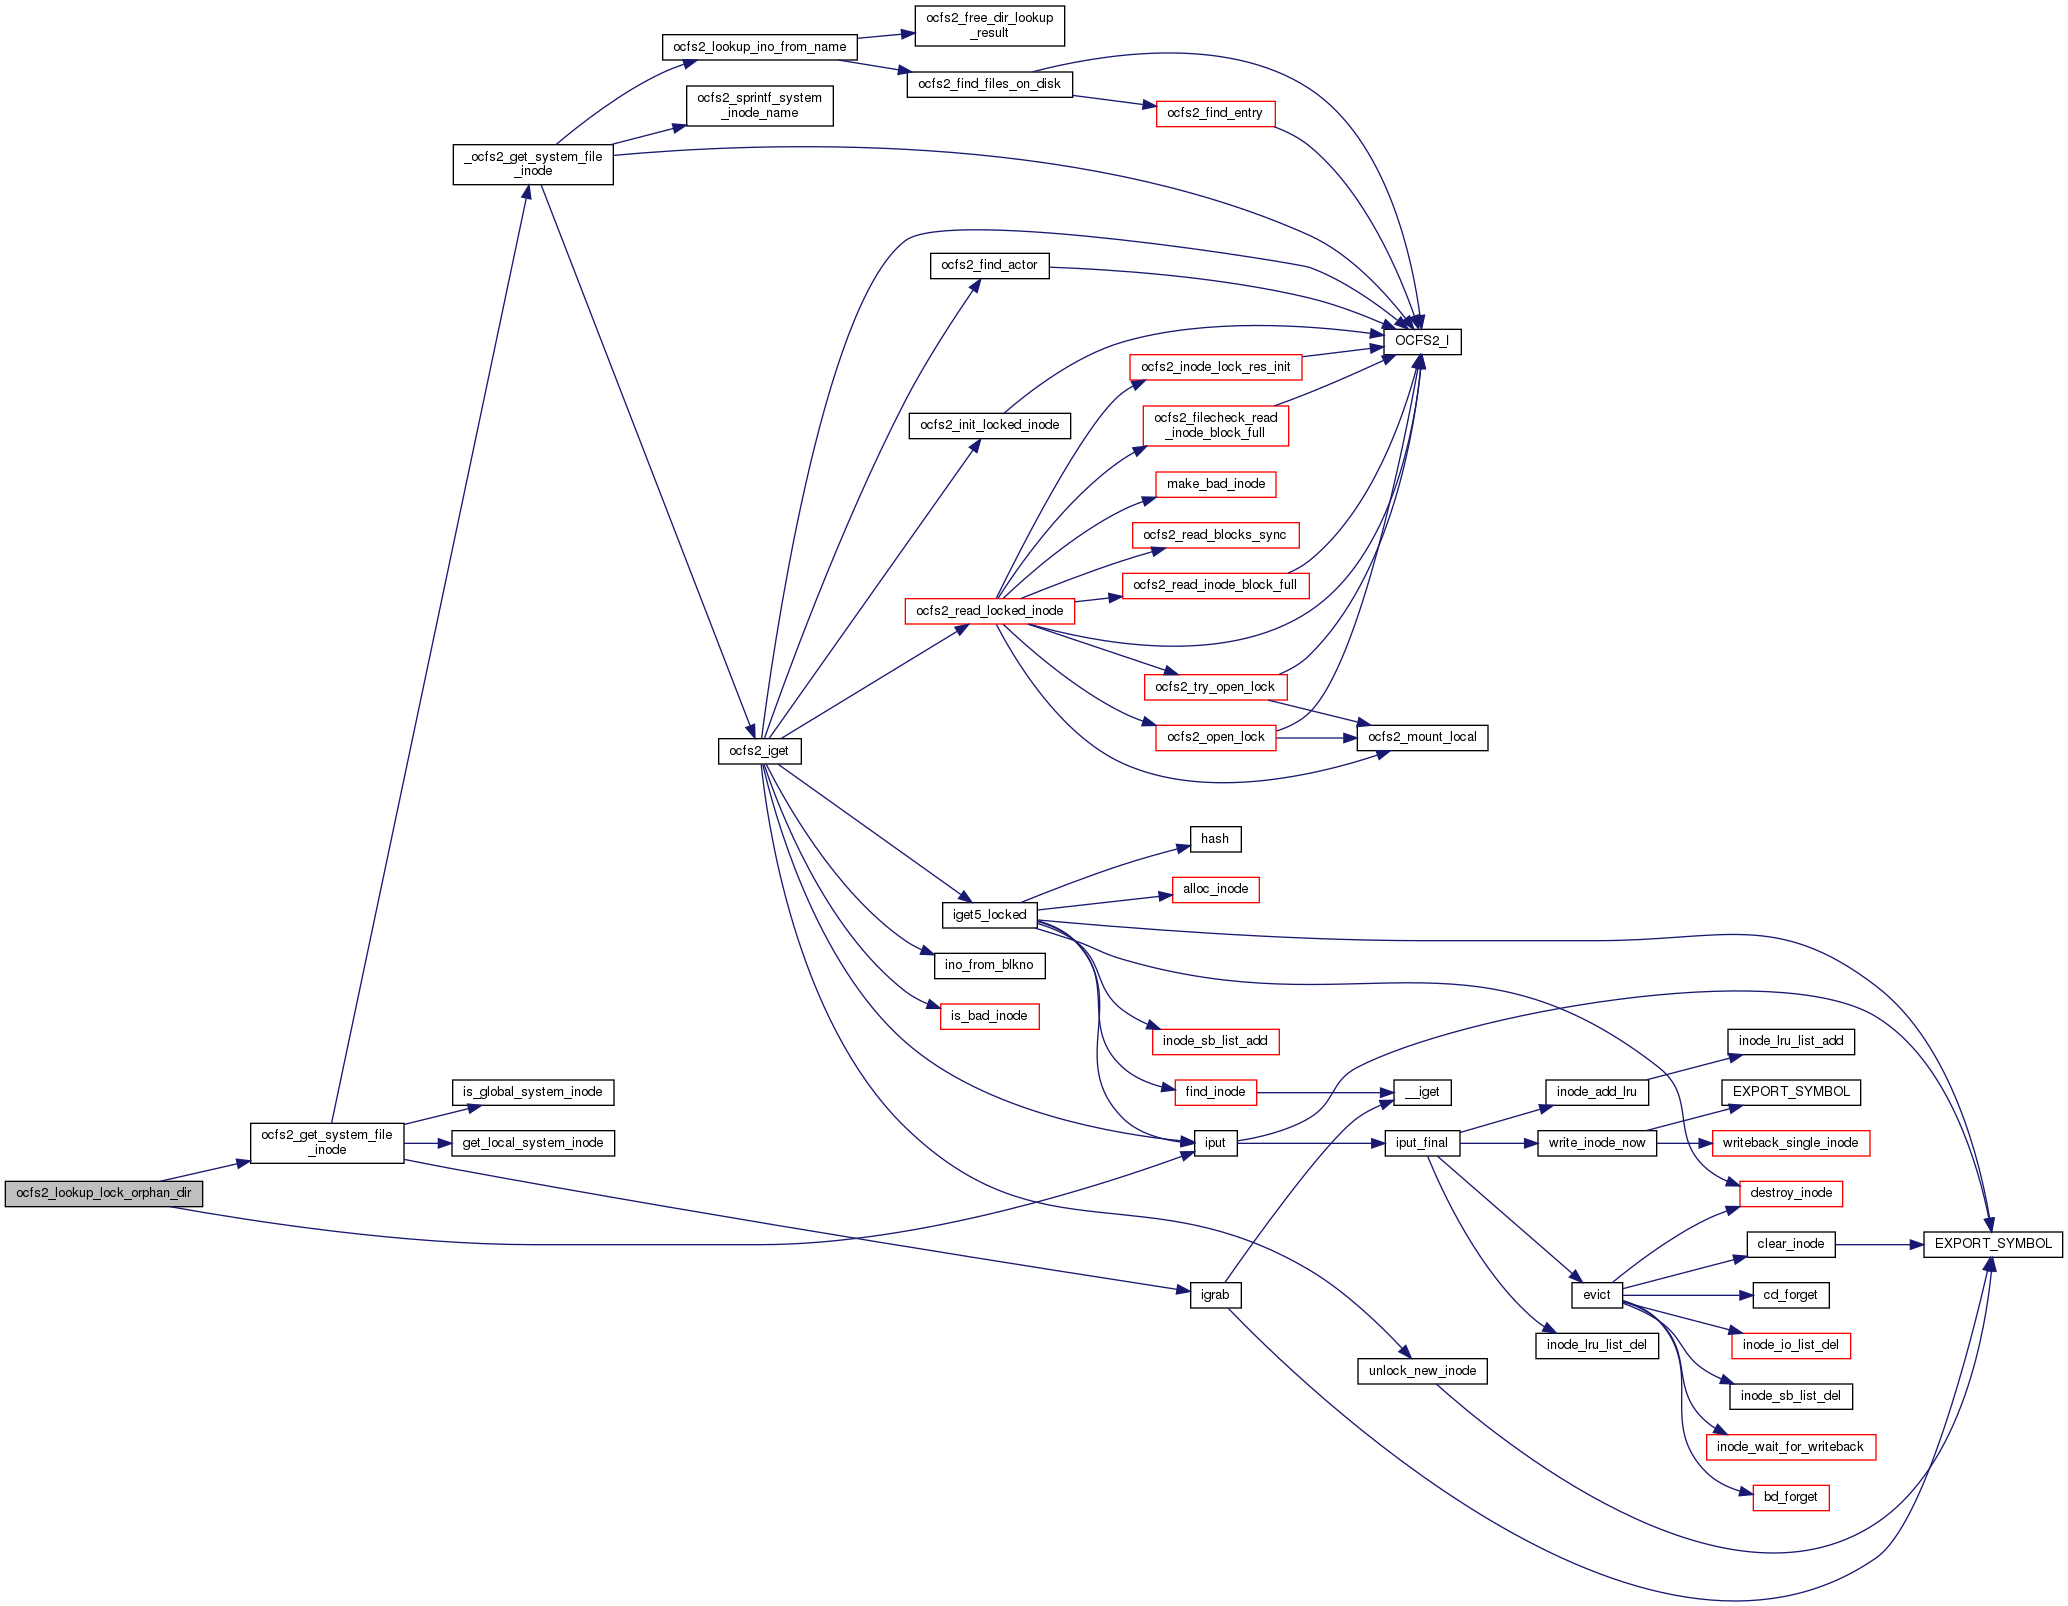 ocfs2_free_dir_lookup
_result
ocfs2_lookup_ino_from_name
ocfs2_find_files_on_disk
ocfs2_sprintf_system
_inode_name
ocfs2_find_entry
_ocfs2_get_system_file
_inode
ocfs2_find_actor
OCFS2_I
ocfs2_inode_lock_res_init
ocfs2_filecheck_read
_inode_block_full
ocfs2_init_locked_inode
make_bad_inode
ocfs2_read_blocks_sync
ocfs2_read_inode_block_full
ocfs2_read_locked_inode
ocfs2_try_open_lock
ocfs2_open_lock
ocfs2_mount_local
ocfs2_iget
hash
alloc_inode
iget5_locked
ino_from_blkno
is_bad_inode
inode_sb_list_add
inode_lru_list_add
find_inode
__iget
inode_add_lru
EXPORT_SYMBOL
is_global_system_inode
ocfs2_get_system_file
_inode
get_local_system_inode
iput
iput_final
write_inode_now
writeback_single_inode
ocfs2_lookup_lock_orphan_dir
destroy_inode
clear_inode
EXPORT_SYMBOL
igrab
evict
cd_forget
inode_lru_list_del
inode_io_list_del
unlock_new_inode
inode_sb_list_del
inode_wait_for_writeback
bd_forget